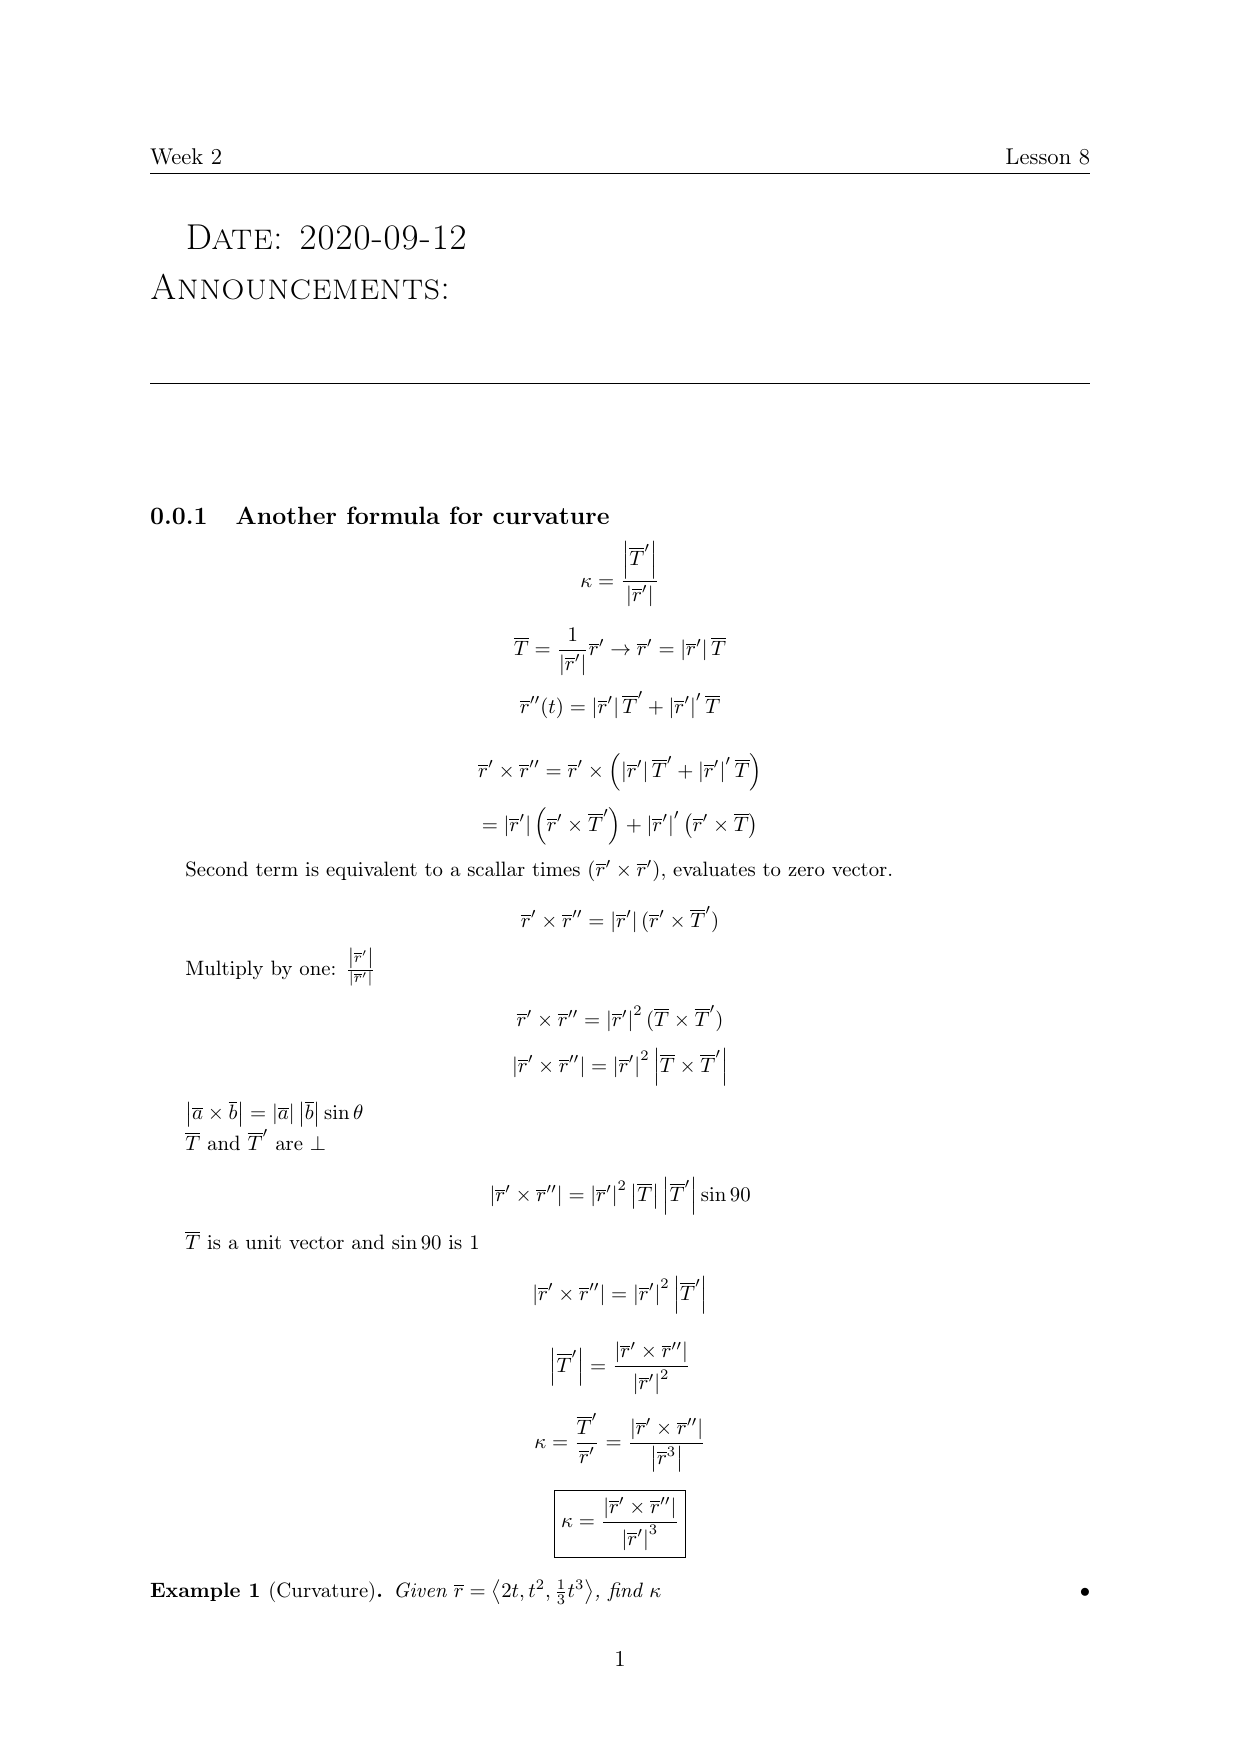 Week 2 Lesson 8
DATE: 2020-09-12
ANNOUNCEMENTS:
0.0.1 Another formula for curvature
$\kappa = \frac{\left|\overline{T}'\right|}{\left|\overline{r}'\right|}$
$\overline{T} = \frac{1}{\left|\overline{r}'\right|}\overline{r}' \rightarrow \overline{r}' = \left|\overline{r}'\right|\overline{T}$
$\overline{r}''(t) = \left|\overline{r}'\right|\overline{T}' + \left|\overline{r}'\right|'\overline{T}$
$\overline{r}' \times \overline{r}'' = \overline{r}' \times \left(\left|\overline{r}'\right|\overline{T}' + \left|\overline{r}'\right|'\overline{T}\right)$
$= \left|\overline{r}'\right|\left(\overline{r}' \times \overline{T}'\right) + \left|\overline{r}'\right|'\left(\overline{r}' \times \overline{T}\right)$
Second term is equivalent to a scallar times $(\overline{r}' \times \overline{r}')$, evaluates to zero vector.
$\overline{r}' \times \overline{r}'' = \left|\overline{r}'\right|(\overline{r}' \times \overline{T}')$
Multiply by one: $\frac{\left|\overline{r}'\right|}{\left|\overline{r}'\right|}$
$\overline{r}' \times \overline{r}'' = \left|\overline{r}'\right|^2(\overline{T} \times \overline{T}')$
$\left|\overline{r}' \times \overline{r}''\right| = \left|\overline{r}'\right|^2\left|\overline{T} \times \overline{T}'\right|$
$\left|\overline{a} \times \overline{b}\right| = \left|\overline{a}\right|\left|\overline{b}\right|\sin\theta$
$\overline{T}$ and $\overline{T}'$ are $\perp$
$\left|\overline{r}' \times \overline{r}''\right| = \left|\overline{r}'\right|^2\left|\overline{T}\right|\left|\overline{T}'\right|\sin 90$
$\overline{T}$ is a unit vector and $\sin 90$ is 1
$\left|\overline{r}' \times \overline{r}''\right| = \left|\overline{r}'\right|^2\left|\overline{T}'\right|$
$\left|\overline{T}'\right| = \frac{\left|\overline{r}' \times \overline{r}''\right|}{\left|\overline{r}'\right|^2}$
$\kappa = \frac{\overline{T}'}{\overline{r}'} = \frac{\left|\overline{r}' \times \overline{r}''\right|}{\left|\overline{r}^3\right|}$
$\kappa = \frac{\left|\overline{r}' \times \overline{r}''\right|}{\left|\overline{r}'\right|^3}$
Example 1 (Curvature). Given $\overline{r} = \left\langle 2t, t^2, \frac{1}{3}t^3 \right\rangle$, find $\kappa$ •
1